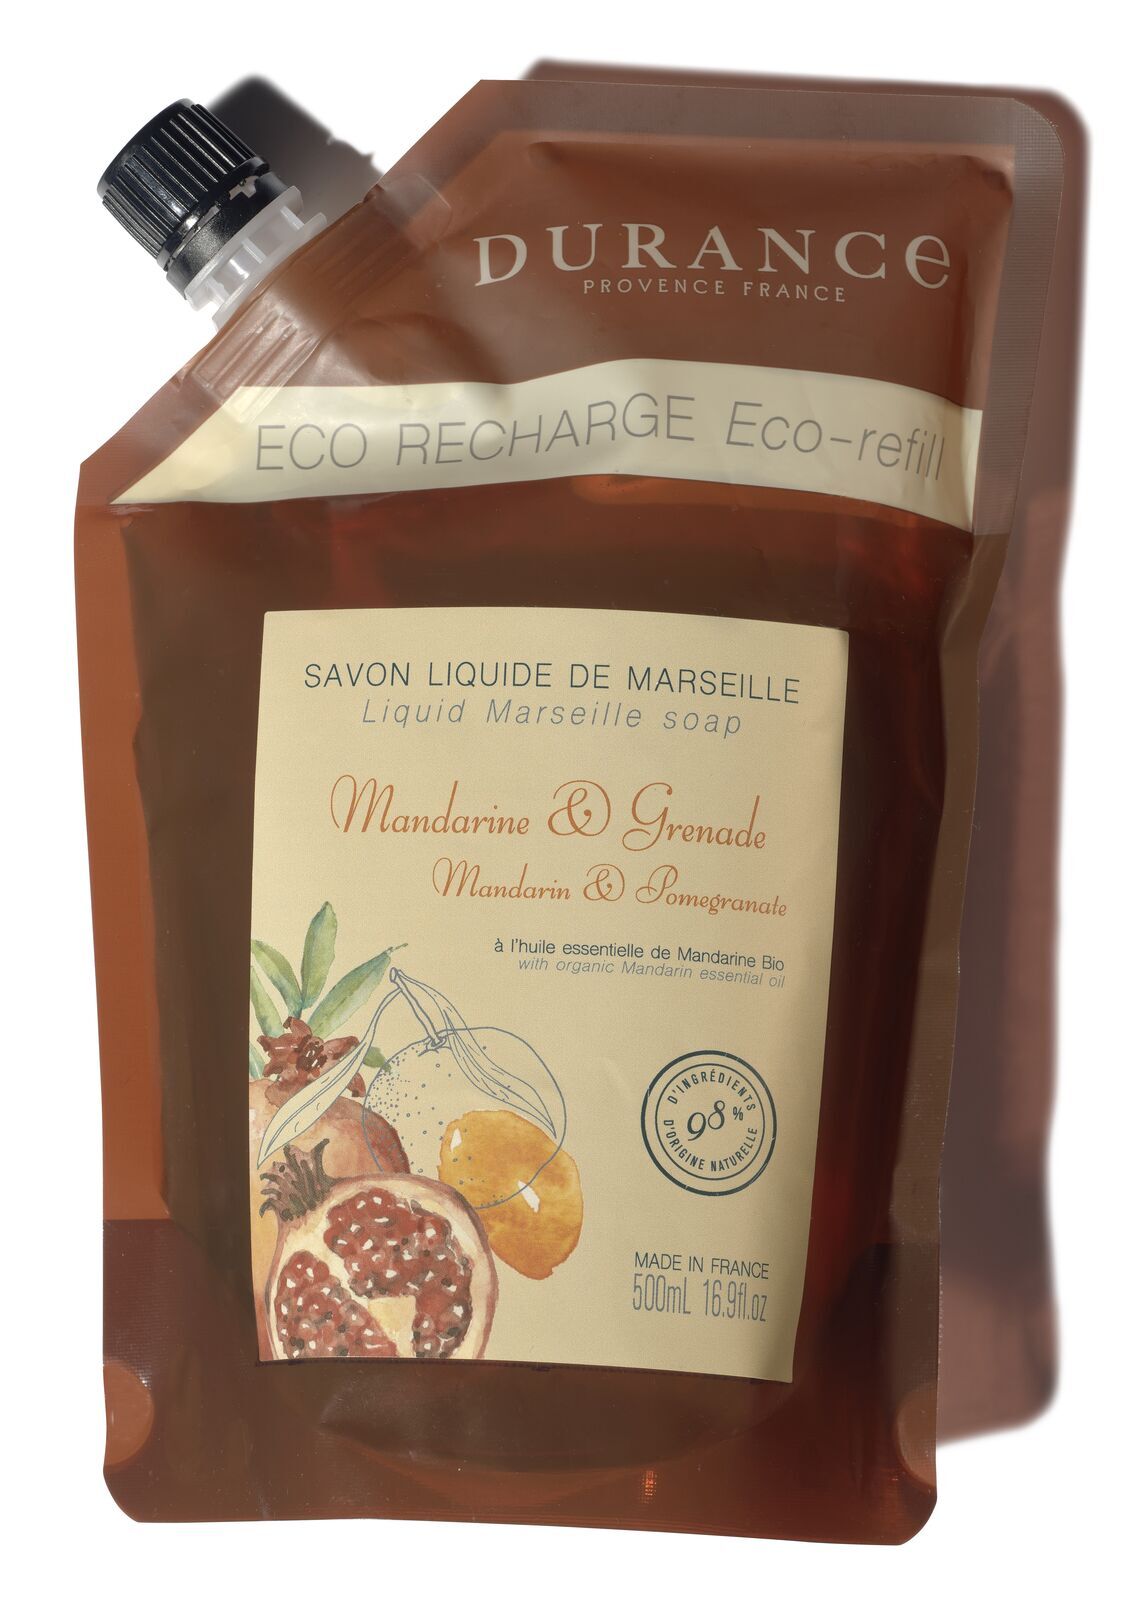 DURANCe
PROVENCE FRANCE
ECO RECHARGE Eco-refill
SAVON LIQUIDE DE MARSEILLE
Liquid Marseille soap
Mandarine & Grenade
Mandarin & Pomegranate
à l'huile essentielle de Mandarine Bio
with organic Mandarin essential oil
D'INGRÉDIENTS
98%
D'ORIGINE NATURELLE
MADE IN FRANCE
500mL 16.9fl.oz